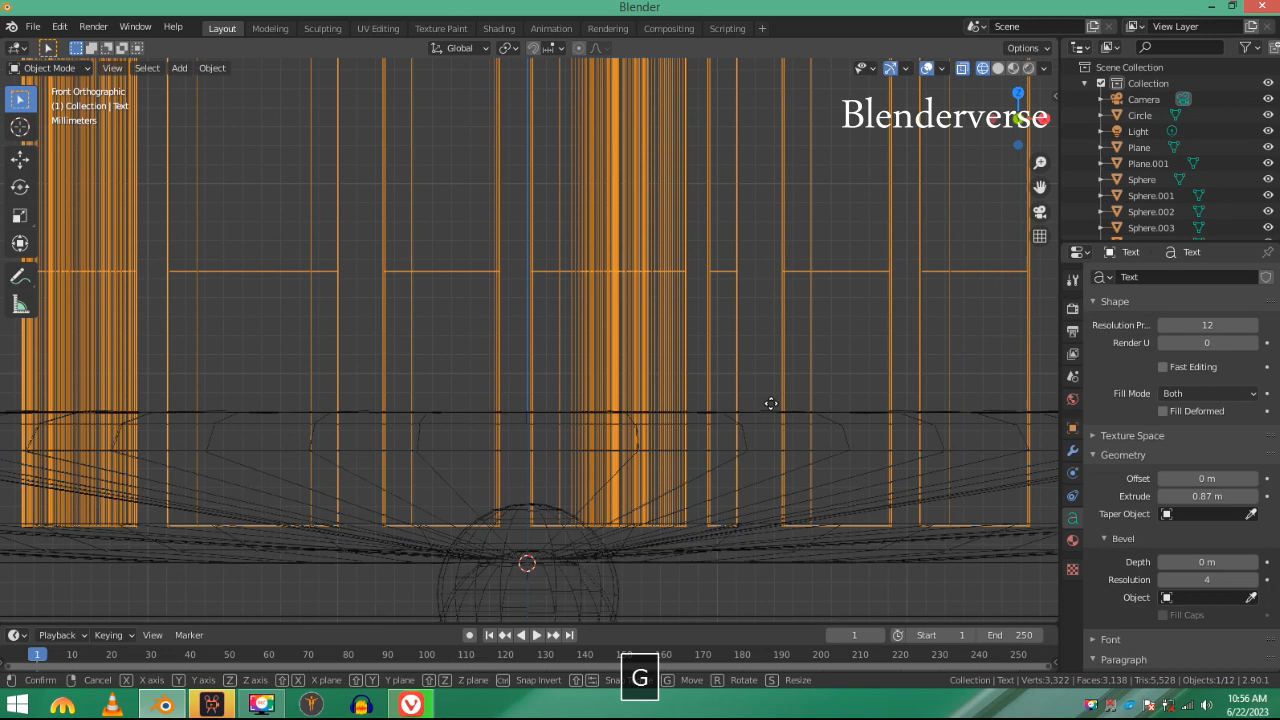 Blender
File Edit Render Window Help Layout Modeling Sculpting UV Editing Texture Paint Shading Animation Rendering Compositing Scripting + Scene View Layer
Global Options
Object Mode View Select Add Object
Front Orthographic
(1) Collection | Text
Millimeters
Blenderverse
Z
Scene Collection
Collection
Camera
Circle
Light
Plane
Plane.001
Sphere
Sphere.001
Sphere.002
Sphere.003
Text Text
Text
Shape
Resolution Pr... 12
Render U 0
Fast Editing
Fill Mode Both
Fill Deformed
Texture Space
Geometry
Offset 0 m
Extrude 0.87 m
Taper Object
Bevel
Depth 0 m
Resolution 4
Object
Fill Caps
Font
Paragraph
Playback Keying View Marker 1 Start 1 End 250
1 10 20 30 40 50 60 70 80 90 100 110 120 130 140 150 160 170 180 190 200 210 220 230 240 250
G
Confirm Cancel X X axis Y Y axis Z Z axis X X plane Y Y plane Z Z plane Snap Invert G Move R Rotate S Resize Collection | Text | Verts:3,322 | Faces:3,138 | Tris:5,528 | Objects:1/12 | 2.90.1
REC
10:56 AM
6/22/2023